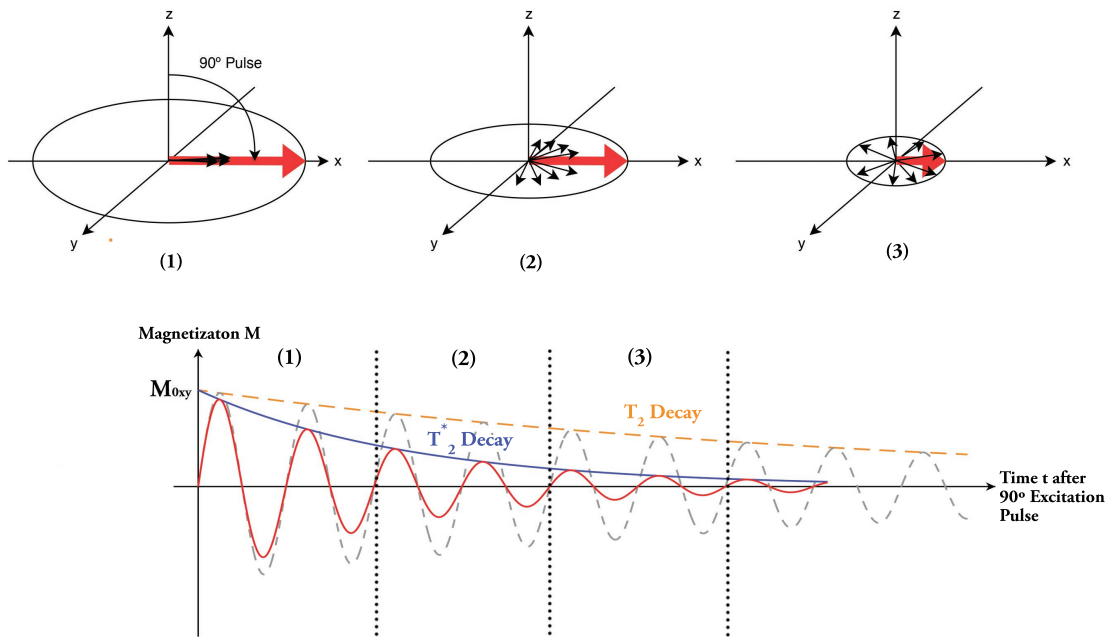 z
90º Pulse
x
y
(1)
z
x
y
(2)
z
x
y
(3)
Magnetizaton M
(1)
(2)
(3)
M0xy
T2 Decay
T*2 Decay
Time t after
90º Excitation
Pulse